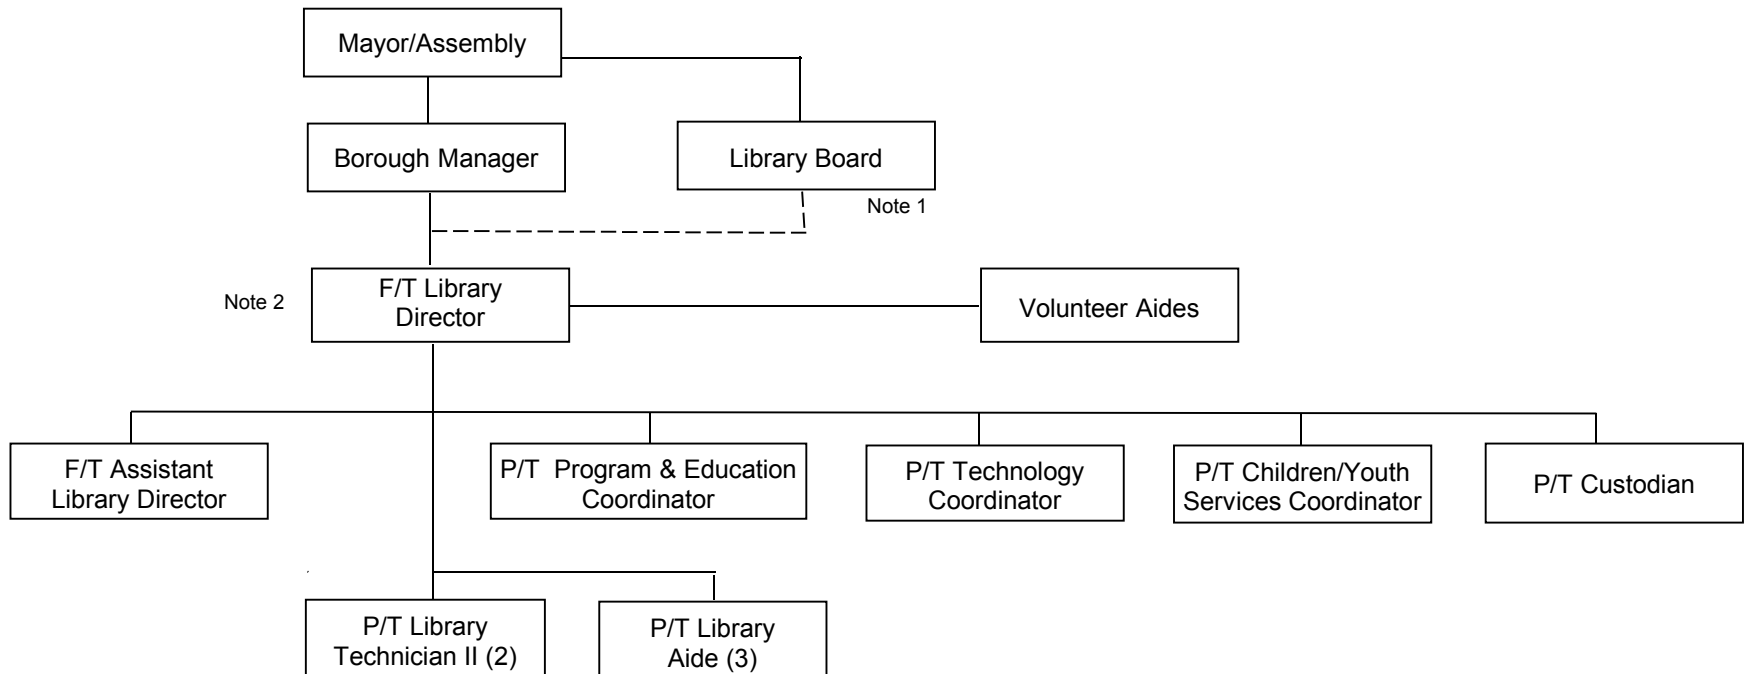 Mayor/Assembly
Borough Manager
Library Board
Note 1
Note 2
F/T Library
Director
Volunteer Aides
F/T Assistant
Library Director
P/T Program & Education
Coordinator
P/T Technology
Coordinator
P/T Children/Youth
Services Coordinator
P/T Custodian
P/T Library
Technician II (2)
P/T Library
Aide (3)